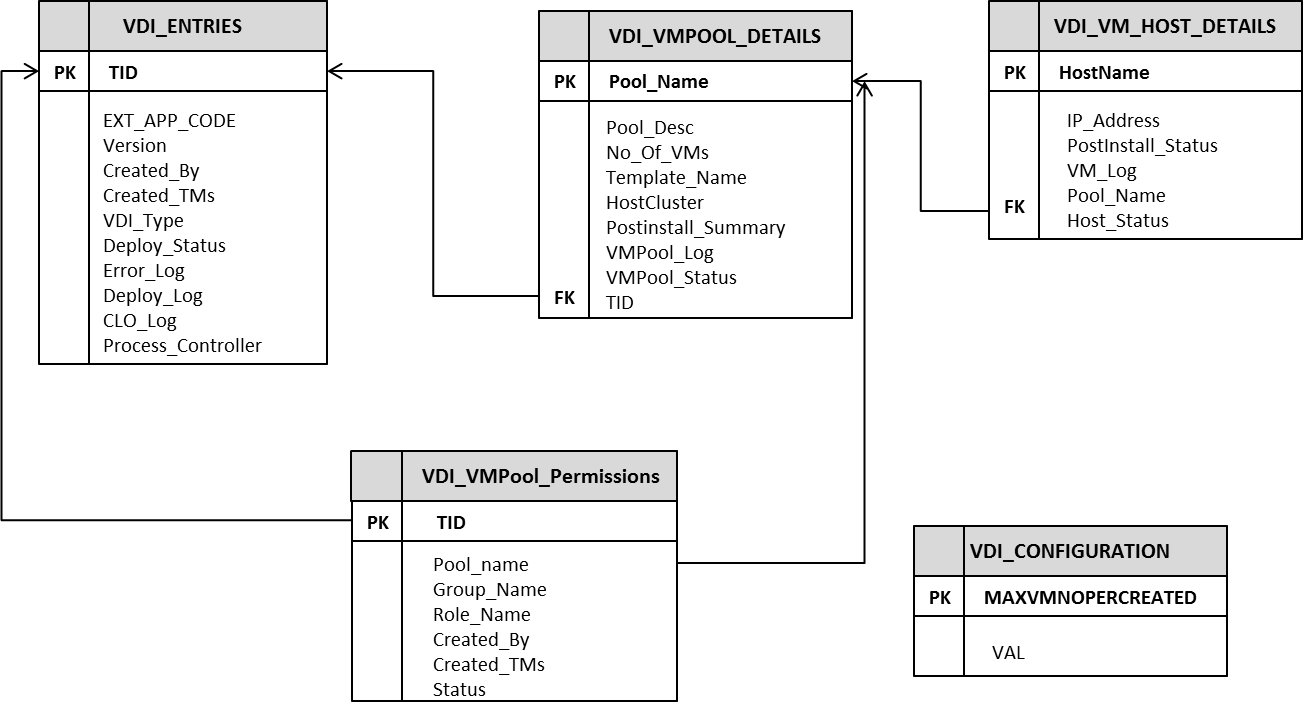 VDI_ENTRIES
PK TID
EXT_APP_CODE
Version
Created_By
Created_TMs
VDI_Type
Deploy_Status
Error_Log
Deploy_Log
CLO_Log
Process_Controller
VDI_VMPOOL_DETAILS
PK Pool_Name
Pool_Desc
No_Of_VMs
Template_Name
HostCluster
Postinstall_Summary
VMPool_Log
VMPool_Status
FK TID
VDI_VM_HOST_DETAILS
PK HostName
IP_Address
PostInstall_Status
VM_Log
FK Pool_Name
Host_Status
VDI_VMPool_Permissions
PK TID
Pool_name
Group_Name
Role_Name
Created_By
Created_TMs
Status
VDI_CONFIGURATION
PK MAXVMNOPERCREATED
VAL